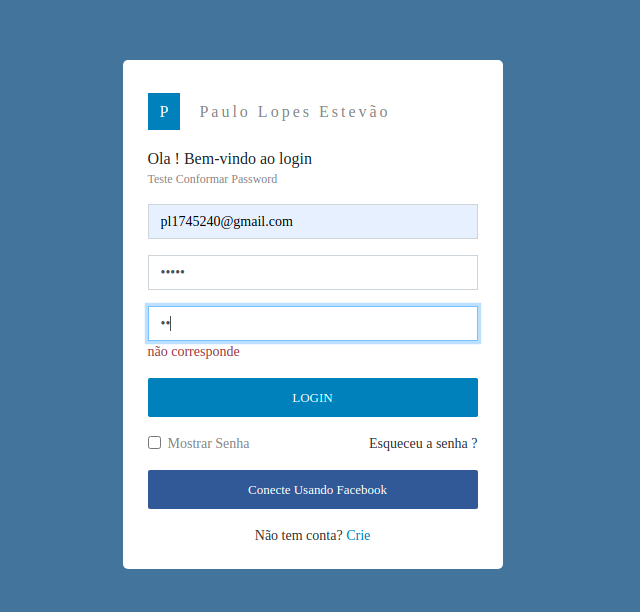 P Paulo Lopes Estevão
Ola ! Bem-vindo ao login
Teste Conformar Password
pl1745240@gmail.com
•••••
••
não corresponde
LOGIN
Mostrar Senha Esqueceu a senha ?
Conecte Usando Facebook
Não tem conta? Crie